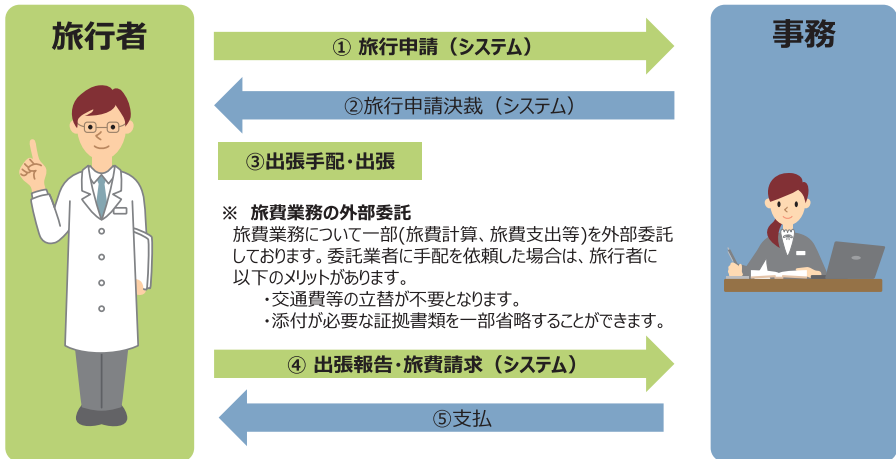 旅行者
事務
① 旅行申請（システム）
②旅行申請決裁（システム）
③出張手配・出張
※ 旅費業務の外部委託
旅費業務について一部(旅費計算、旅費支出等)を外部委託
しております。委託業者に手配を依頼した場合は、旅行者に
以下のメリットがあります。
・交通費等の立替が不要となります。
・添付が必要な証拠書類を一部省略することができます。
④ 出張報告・旅費請求（システム）
⑤支払